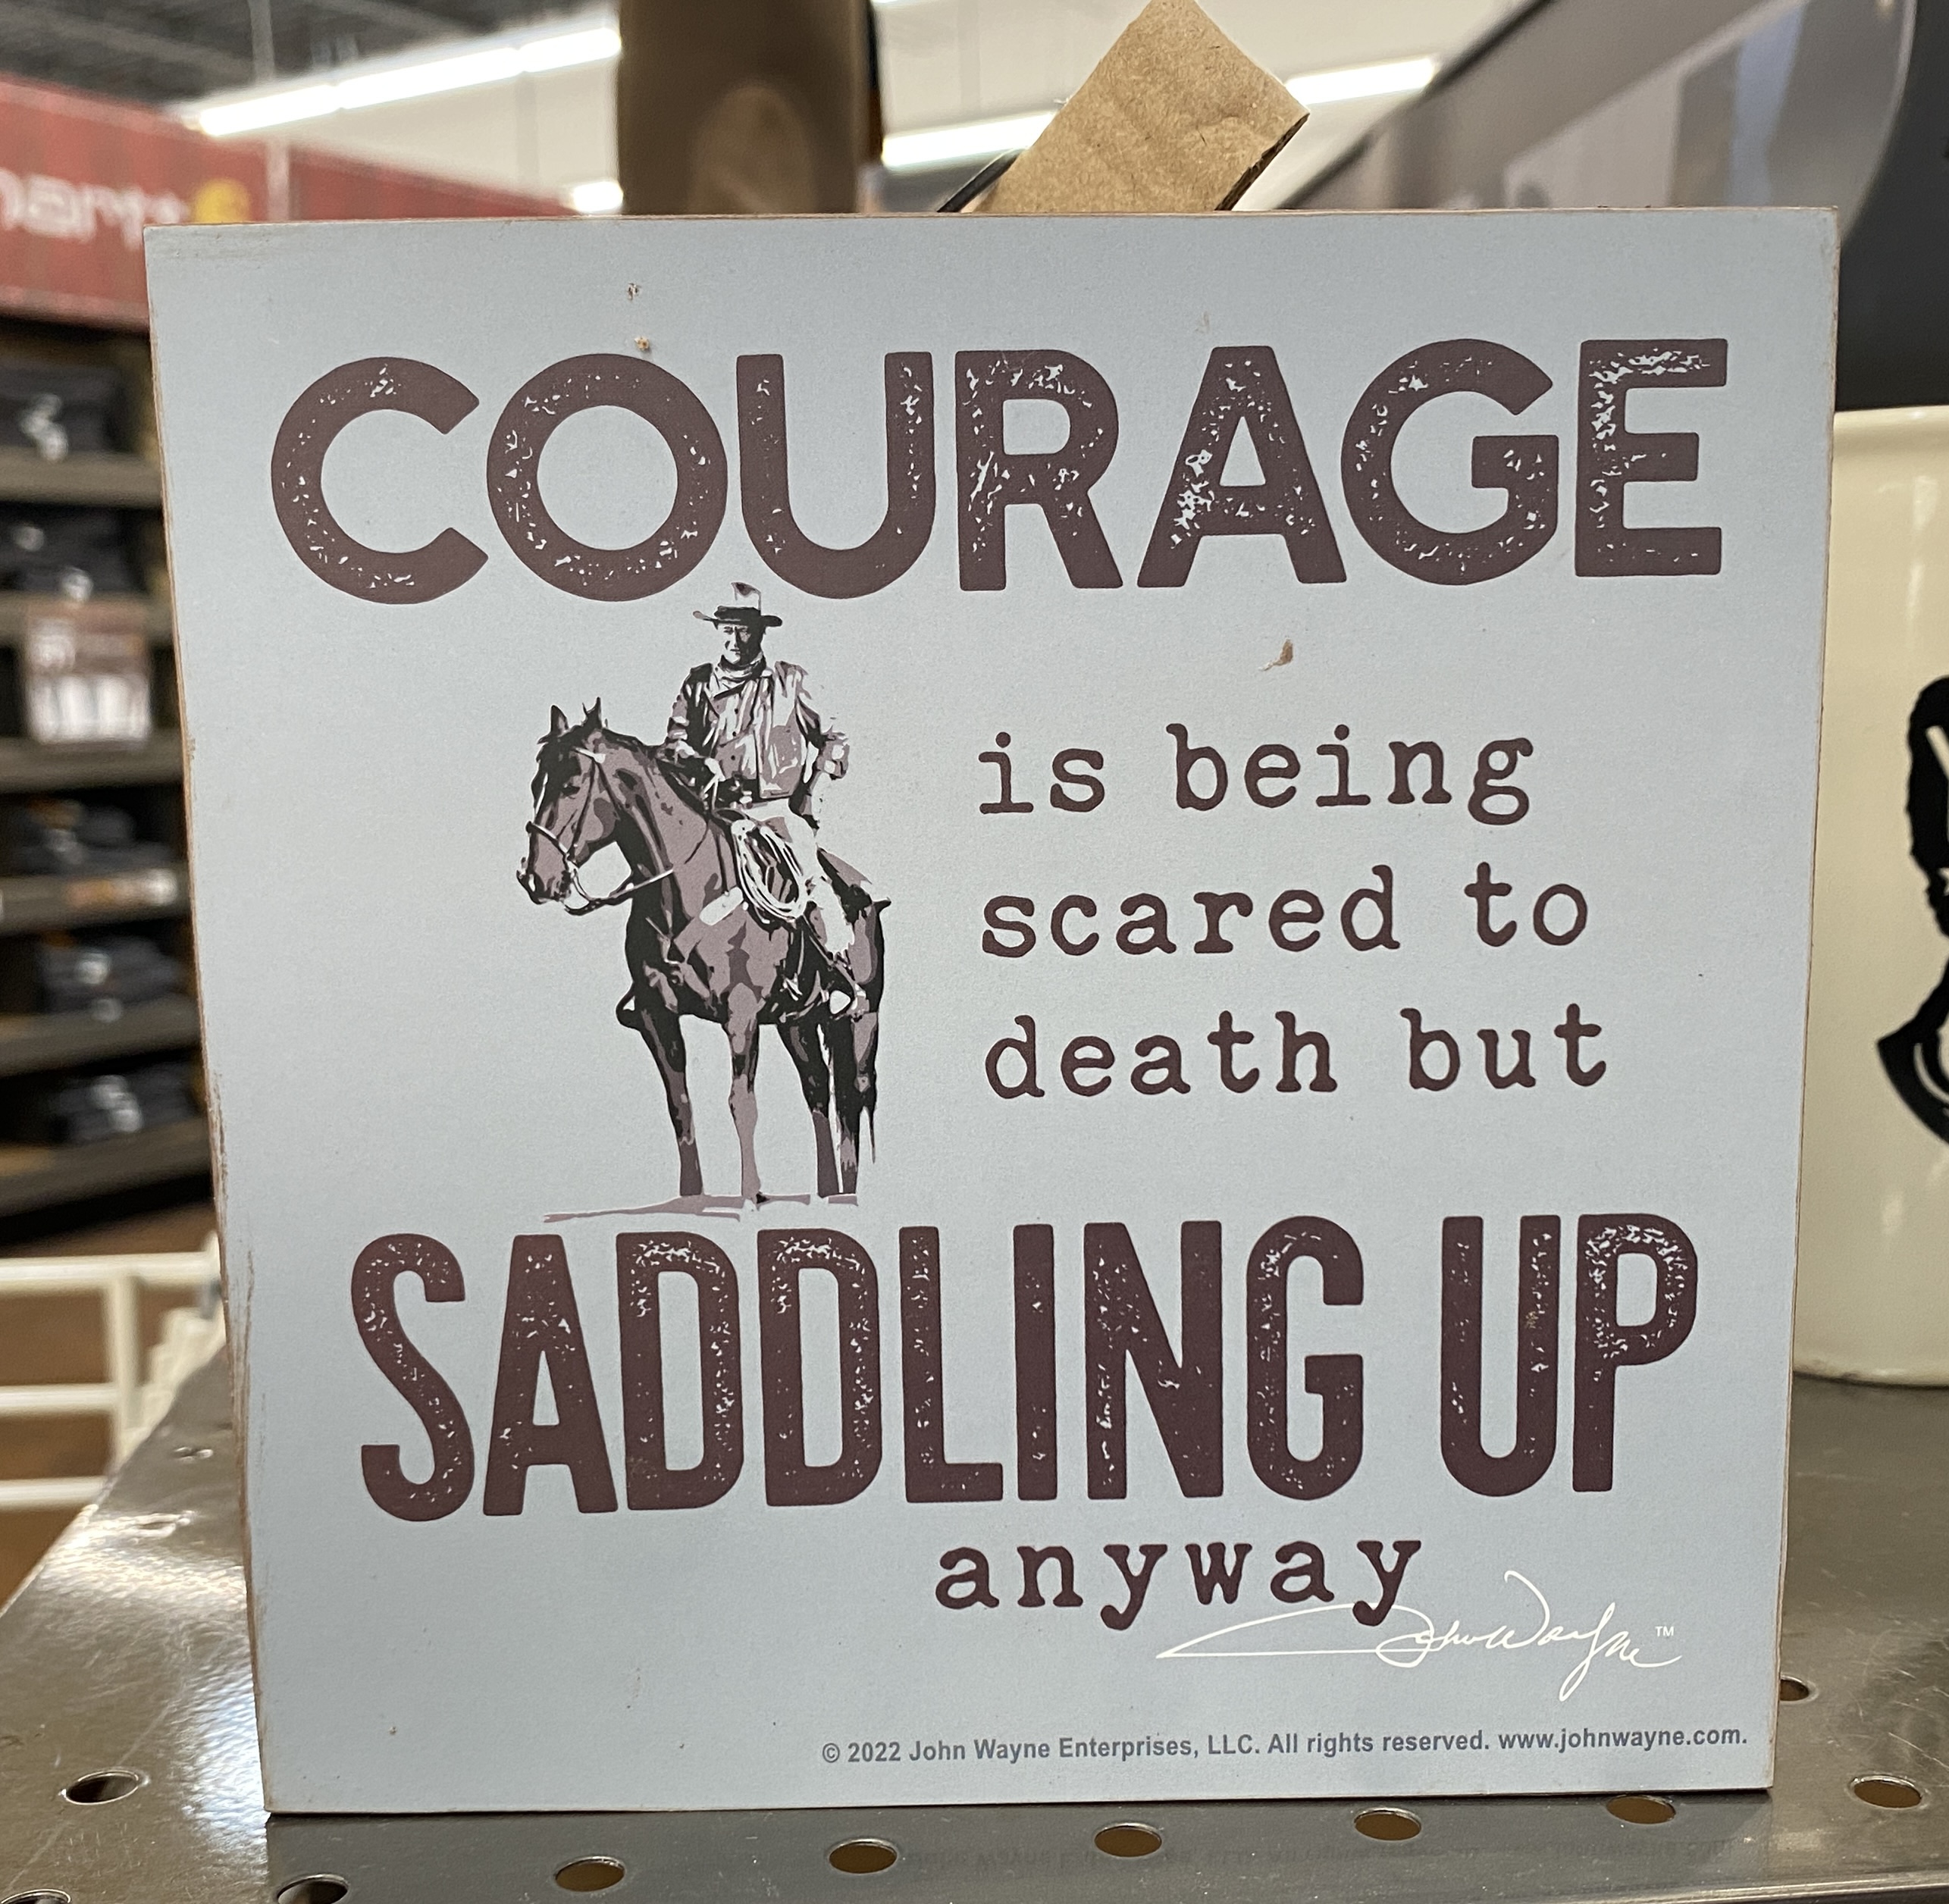 COURAGE
is being
scared to
death but
SADDLING UP
anyway
John Wayne™
© 2022 John Wayne Enterprises, LLC. All rights reserved. www.johnwayne.com.